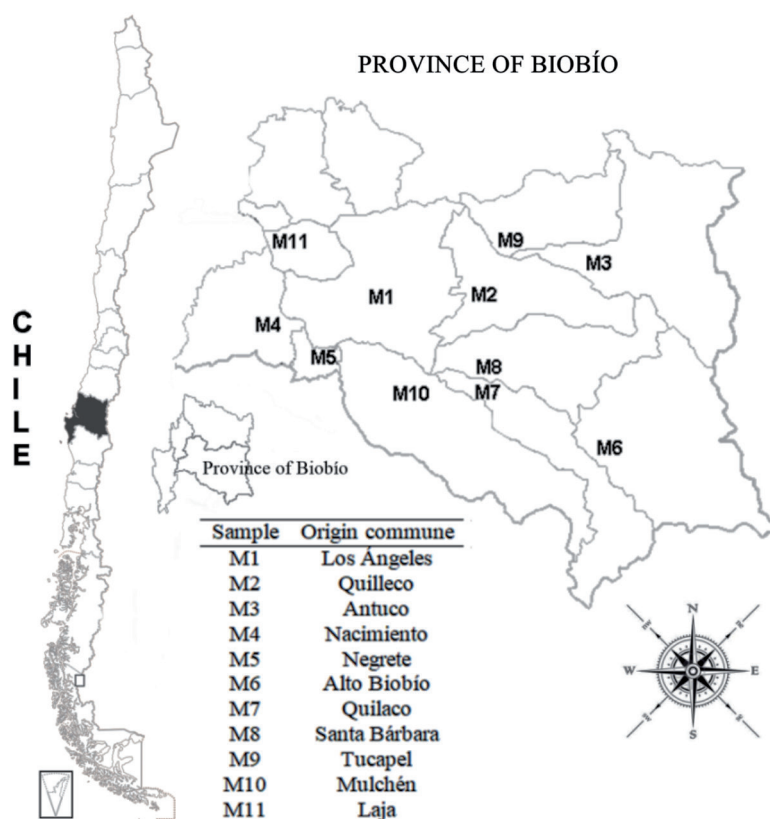 PROVINCE OF BIOBÍO
CHILE
M11
M9
M3
M1
M2
M4
M5
M8
M10
M7
M6
Province of Biobío
Sample Origin commune
M1 Los Ángeles
M2 Quilleco
M3 Antuco
M4 Nacimiento
M5 Negrete
M6 Alto Biobío
M7 Quilaco
M8 Santa Bárbara
M9 Tucapel
M10 Mulchén
M11 Laja
N
W E
S